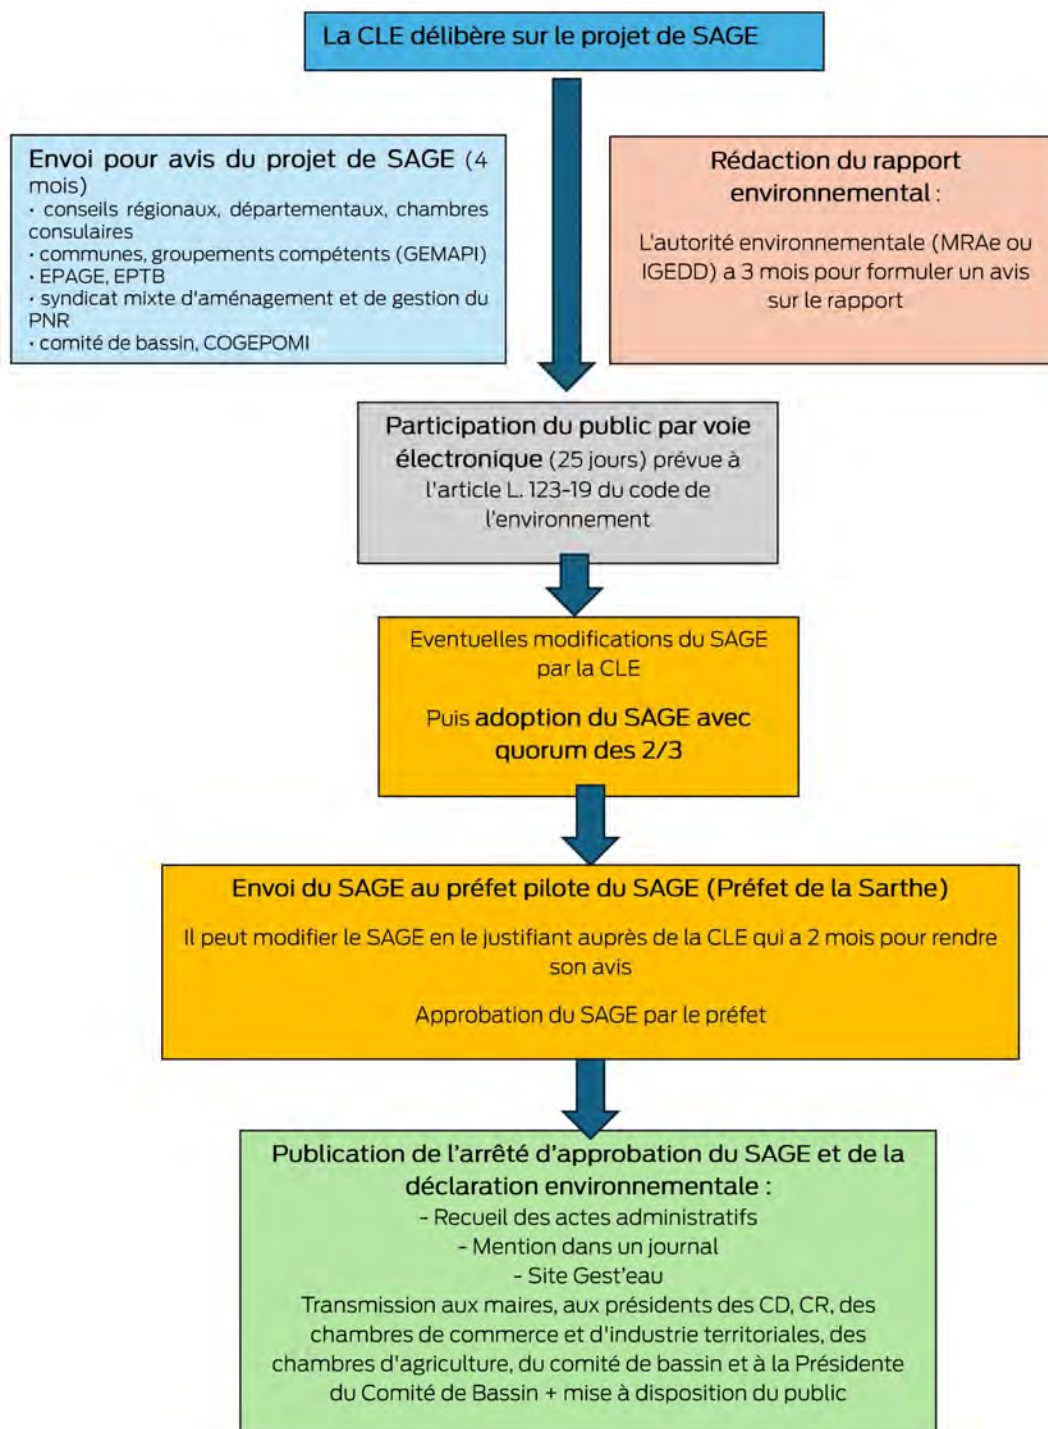 La CLE délibère sur le projet de SAGE
Envoi pour avis du projet de SAGE (4
mois)
· conseils régionaux, départementaux, chambres
consulaires
· communes, groupements compétents (GEMAPI)
· EPAGE, EPTB
· syndicat mixte d'aménagement et de gestion du
PNR
· comité de bassin, COGEPOMI
Rédaction du rapport
environnemental :
L'autorité environnementale (MRAe ou
IGEDD) a 3 mois pour formuler un avis
sur le rapport
Participation du public par voie
électronique (25 jours) prévue à
l'article L. 123-19 du code de
l'environnement
Eventuelles modifications du SAGE
par la CLE
Puis adoption du SAGE avec
quorum des 2/3
Envoi du SAGE au préfet pilote du SAGE (Préfet de la Sarthe)
Il peut modifier le SAGE en le justifiant auprès de la CLE qui a 2 mois pour rendre
son avis
Approbation du SAGE par le préfet
Publication de l'arrêté d'approbation du SAGE et de la
déclaration environnementale :
- Recueil des actes administratifs
- Mention dans un journal
- Site Gest'eau
Transmission aux maires, aux présidents des CD, CR, des
chambres de commerce et d'industrie territoriales, des
chambres d'agriculture, du comité de bassin et à la Présidente
du Comité de Bassin + mise à disposition du public